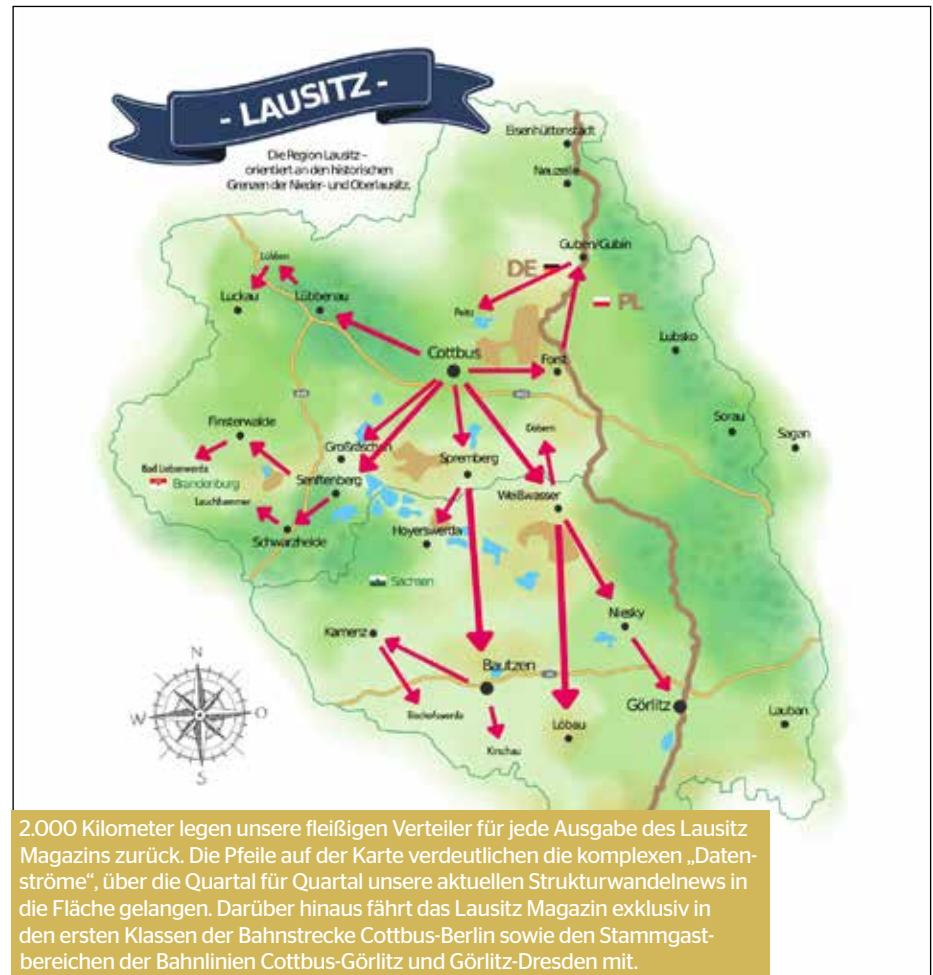 - LAUSITZ -
Die Region Lausitz –
orientiert an den historischen
Grenzen der Nieder- und Oberlausitz.
Eisenhüttenstadt
Neuzelle
Guben/Gubin
DE
PL
Lübben
Luckau
Lübbenau
Peitz
Cottbus
Forst
Lubsko
Finsterwalde
Großräschen
Döbern
Sorau
Sagan
Bad Liebenwerda
Brandenburg
Spremberg
Senftenberg
Weißwasser
Lauchhammer
Schwarzheide
Hoyerswerda
Sachsen
Niesky
Kamenz
Bautzen
Görlitz
Bischofswerda
Löbau
Lauban
Kirschau
N
W
O
S
2.000 Kilometer legen unsere fleißigen Verteiler für jede Ausgabe des Lausitz
Magazins zurück. Die Pfeile auf der Karte verdeutlichen die komplexen „Daten-
ströme“, über die Quartal für Quartal unsere aktuellen Strukturwandelnews in
die Fläche gelangen. Darüber hinaus fährt das Lausitz Magazin exklusiv in
den ersten Klassen der Bahnstrecke Cottbus-Berlin sowie den Stammgast-
bereichen der Bahnlinien Cottbus-Görlitz und Görlitz-Dresden mit.